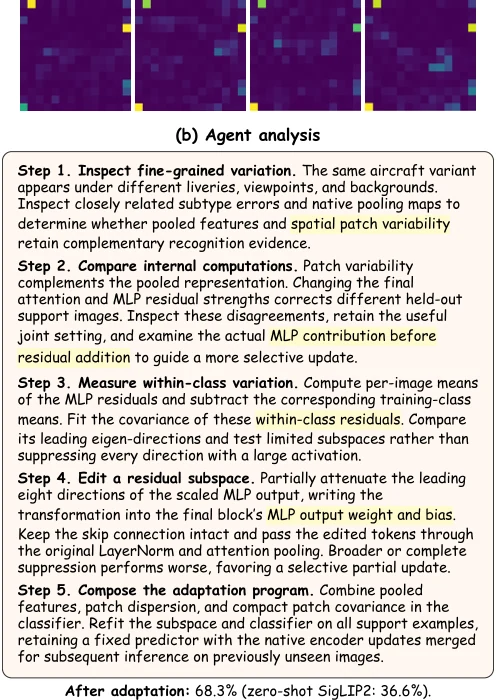 (b) Agent analysis
Step 1. Inspect fine-grained variation. The same aircraft variant
appears under different liveries, viewpoints, and backgrounds.
Inspect closely related subtype errors and native pooling maps to
determine whether pooled features and spatial patch variability
retain complementary recognition evidence.
Step 2. Compare internal computations. Patch variability
complements the pooled representation. Changing the final
attention and MLP residual strengths corrects different held-out
support images. Inspect these disagreements, retain the useful
joint setting, and examine the actual MLP contribution before
residual addition to guide a more selective update.
Step 3. Measure within-class variation. Compute per-image means
of the MLP residuals and subtract the corresponding training-class
means. Fit the covariance of these within-class residuals. Compare
its leading eigen-directions and test limited subspaces rather than
suppressing every direction with a large activation.
Step 4. Edit a residual subspace. Partially attenuate the leading
eight directions of the scaled MLP output, writing the
transformation into the final block's MLP output weight and bias.
Keep the skip connection intact and pass the edited tokens through
the original LayerNorm and attention pooling. Broader or complete
suppression performs worse, favoring a selective partial update.
Step 5. Compose the adaptation program. Combine pooled
features, patch dispersion, and compact patch covariance in the
classifier. Refit the subspace and classifier on all support examples,
retaining a fixed predictor with the native encoder updates merged
for subsequent inference on previously unseen images.
After adaptation: 68.3% (zero-shot SigLIP2: 36.6%).